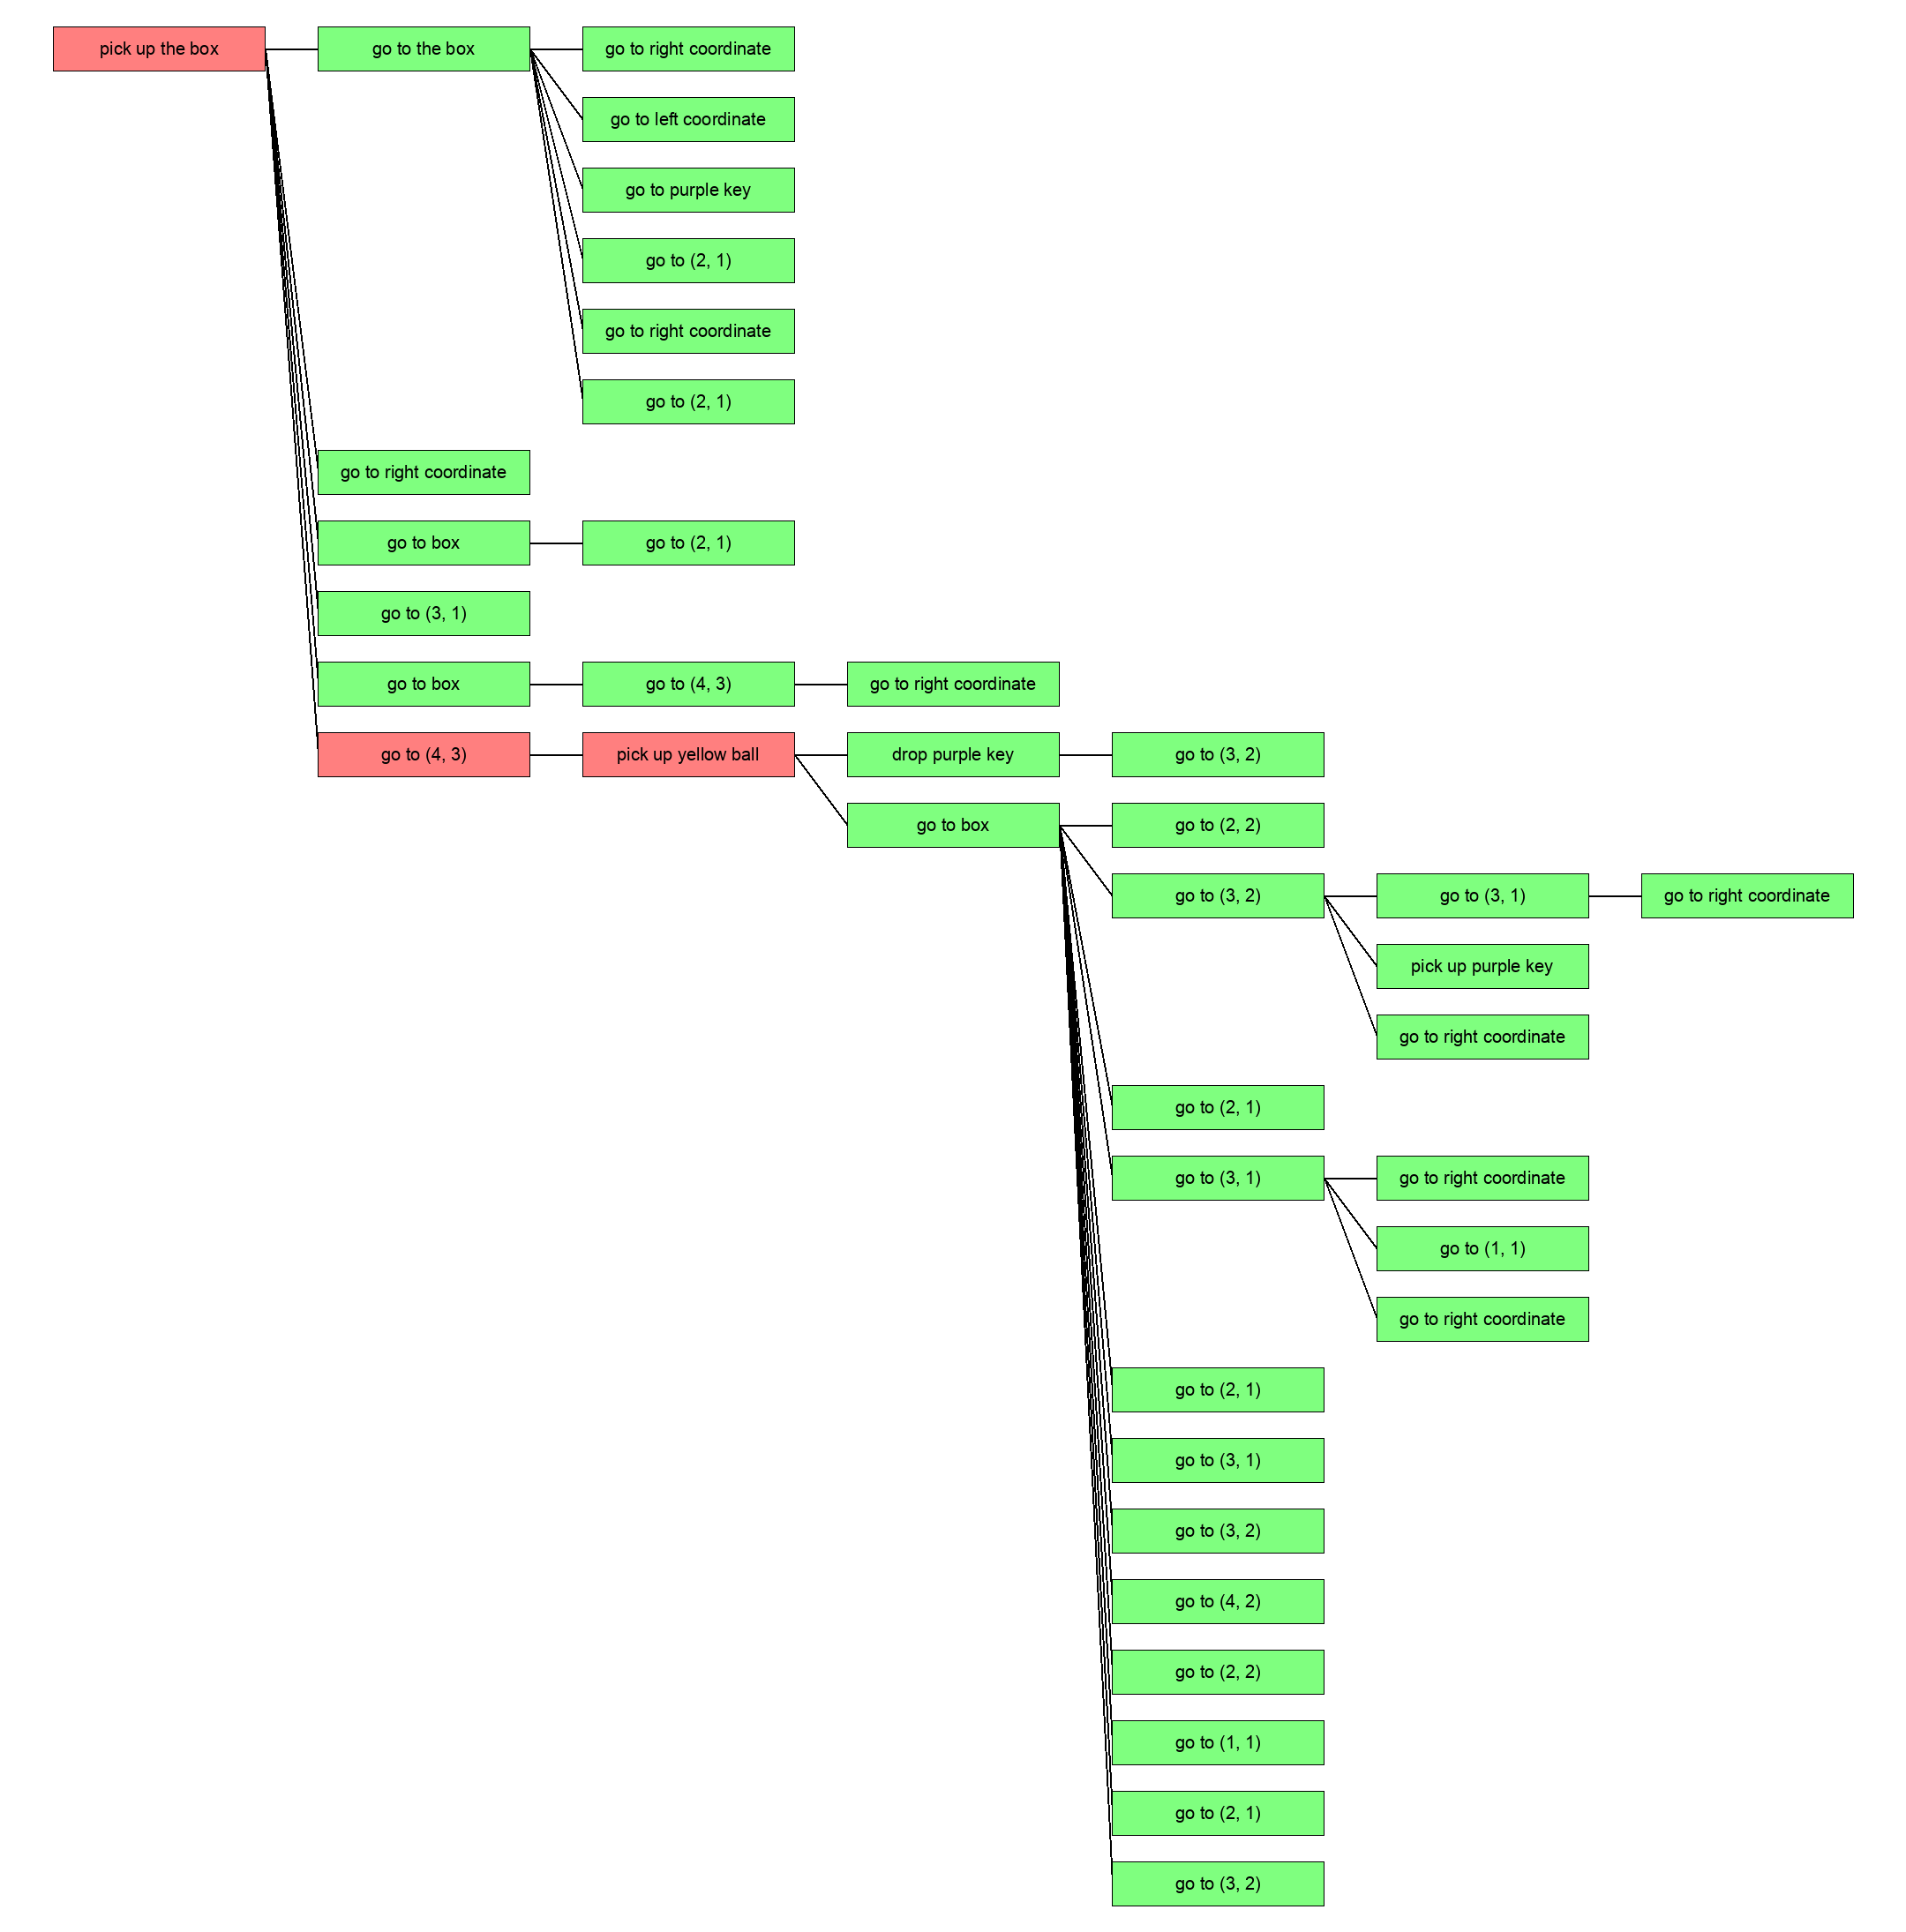 pick up the box
go to the box
go to right coordinate
go to left coordinate
go to purple key
go to (2, 1)
go to right coordinate
go to (2, 1)
go to right coordinate
go to box
go to (2, 1)
go to (3, 1)
go to box
go to (4, 3)
go to right coordinate
go to (4, 3)
pick up yellow ball
drop purple key
go to (3, 2)
go to box
go to (2, 2)
go to (3, 2)
go to (3, 1)
go to right coordinate
pick up purple key
go to right coordinate
go to (2, 1)
go to (3, 1)
go to right coordinate
go to (1, 1)
go to right coordinate
go to (2, 1)
go to (3, 1)
go to (3, 2)
go to (4, 2)
go to (2, 2)
go to (1, 1)
go to (2, 1)
go to (3, 2)